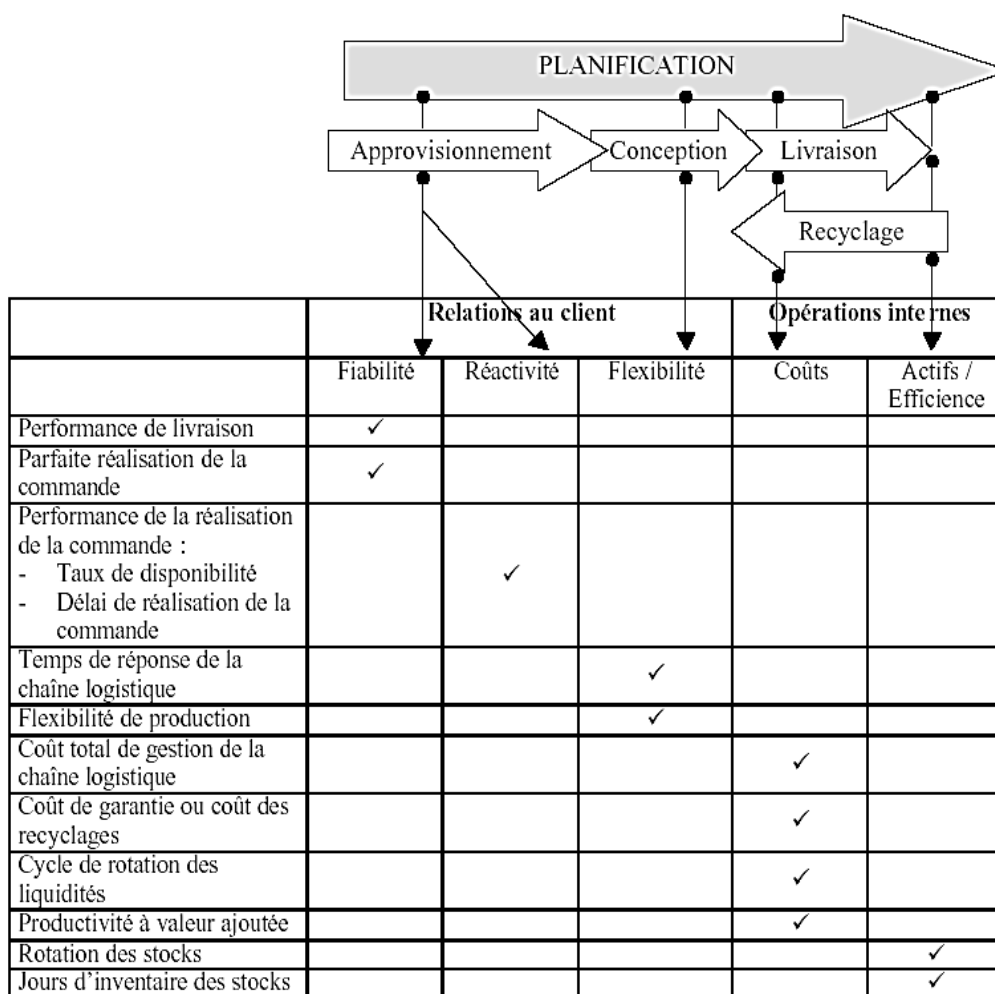 PLANIFICATION
Approvisionnement
Conception
Livraison
Recyclage
Relations au client
Opérations internes
Fiabilité
Réactivité
Flexibilité
Coûts
Actifs /
Efficience
Performance de livraison ✓
Parfaite réalisation de la
commande ✓
Performance de la réalisation
de la commande :
- Taux de disponibilité ✓
- Délai de réalisation de la
commande
Temps de réponse de la
chaîne logistique ✓
Flexibilité de production ✓
Coût total de gestion de la
chaîne logistique ✓
Coût de garantie ou coût des
recyclages ✓
Cycle de rotation des
liquidités ✓
Productivité à valeur ajoutée ✓
Rotation des stocks ✓
Jours d’inventaire des stocks ✓